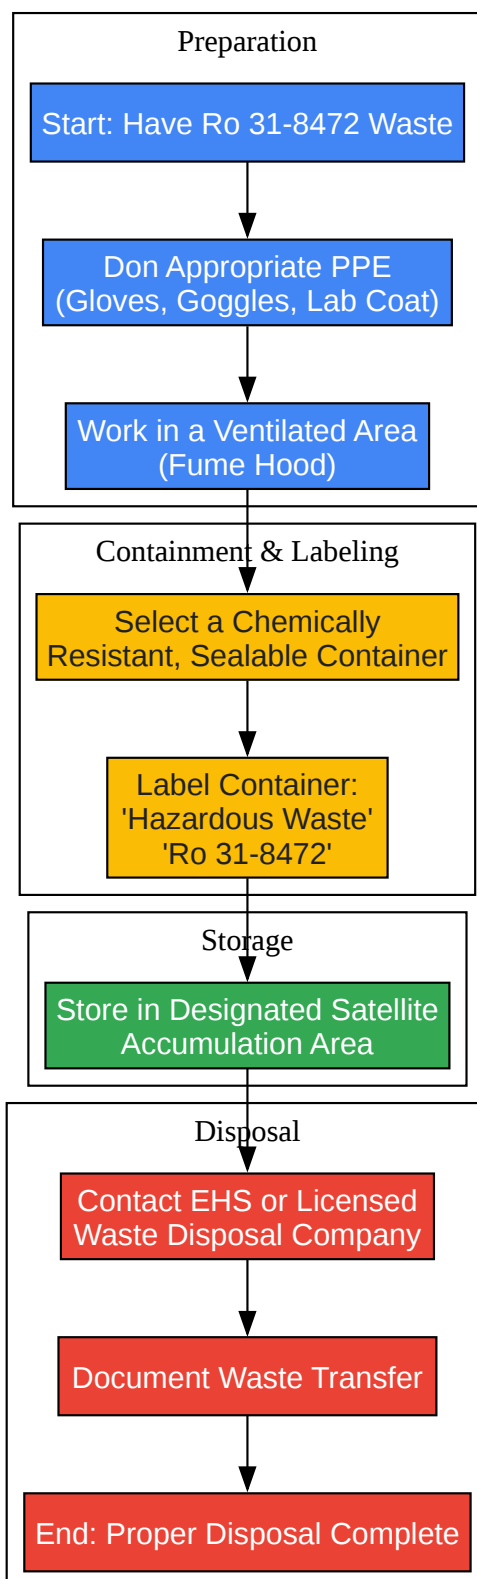 Preparation
Start: Have Ro 31-8472 Waste
Don Appropriate PPE
(Gloves, Goggles, Lab Coat)
Work in a Ventilated Area
(Fume Hood)
Containment & Labeling
Select a Chemically
Resistant, Sealable Container
Label Container:
'Hazardous Waste'
'Ro 31-8472'
Storage
Store in Designated Satellite
Accumulation Area
Disposal
Contact EHS or Licensed
Waste Disposal Company
Document Waste Transfer
End: Proper Disposal Complete